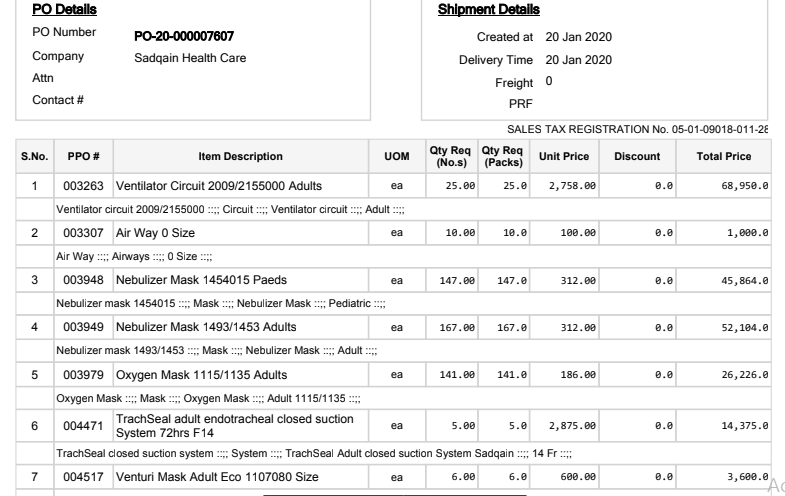 PO Details
PO Number PO-20-000007607
Company Sadqain Health Care
Attn
Contact #
Shipment Details
Created at 20 Jan 2020
Delivery Time 20 Jan 2020
Freight 0
PRF
SALES TAX REGISTRATION No. 05-01-09018-011-28
S.No. PPO # Item Description UOM Qty Req (No.s) Qty Req (Packs) Unit Price Discount Total Price
1 003263 Ventilator Circuit 2009/2155000 Adults ea 25.00 25.0 2,758.00 0.0 68,950.0
Ventilator circuit 2009/2155000 ::;; Circuit ::;; Ventilator circuit ::;; Adult ::;;
2 003307 Air Way 0 Size ea 10.00 10.0 100.00 0.0 1,000.0
Air Way ::;; Airways ::;; 0 Size ::;;
3 003948 Nebulizer Mask 1454015 Paeds ea 147.00 147.0 312.00 0.0 45,864.0
Nebulizer mask 1454015 ::;; Mask ::;; Nebulizer Mask ::;; Pediatric ::;;
4 003949 Nebulizer Mask 1493/1453 Adults ea 167.00 167.0 312.00 0.0 52,104.0
Nebulizer mask 1493/1453 ::;; Mask ::;; Nebulizer Mask ::;; Adult ::;;
5 003979 Oxygen Mask 1115/1135 Adults ea 141.00 141.0 186.00 0.0 26,226.0
Oxygen Mask ::;; Mask ::;; Oxygen Mask ::;; Adult 1115/1135 ::;;
6 004471 TrachSeal adult endotracheal closed suction System 72hrs F14 ea 5.00 5.0 2,875.00 0.0 14,375.0
TrachSeal closed suction system ::;; System ::;; TrachSeal Adult closed suction System Sadqain ::;; 14 Fr ::;;
7 004517 Venturi Mask Adult Eco 1107080 Size ea 6.00 6.0 600.00 0.0 3,600.0